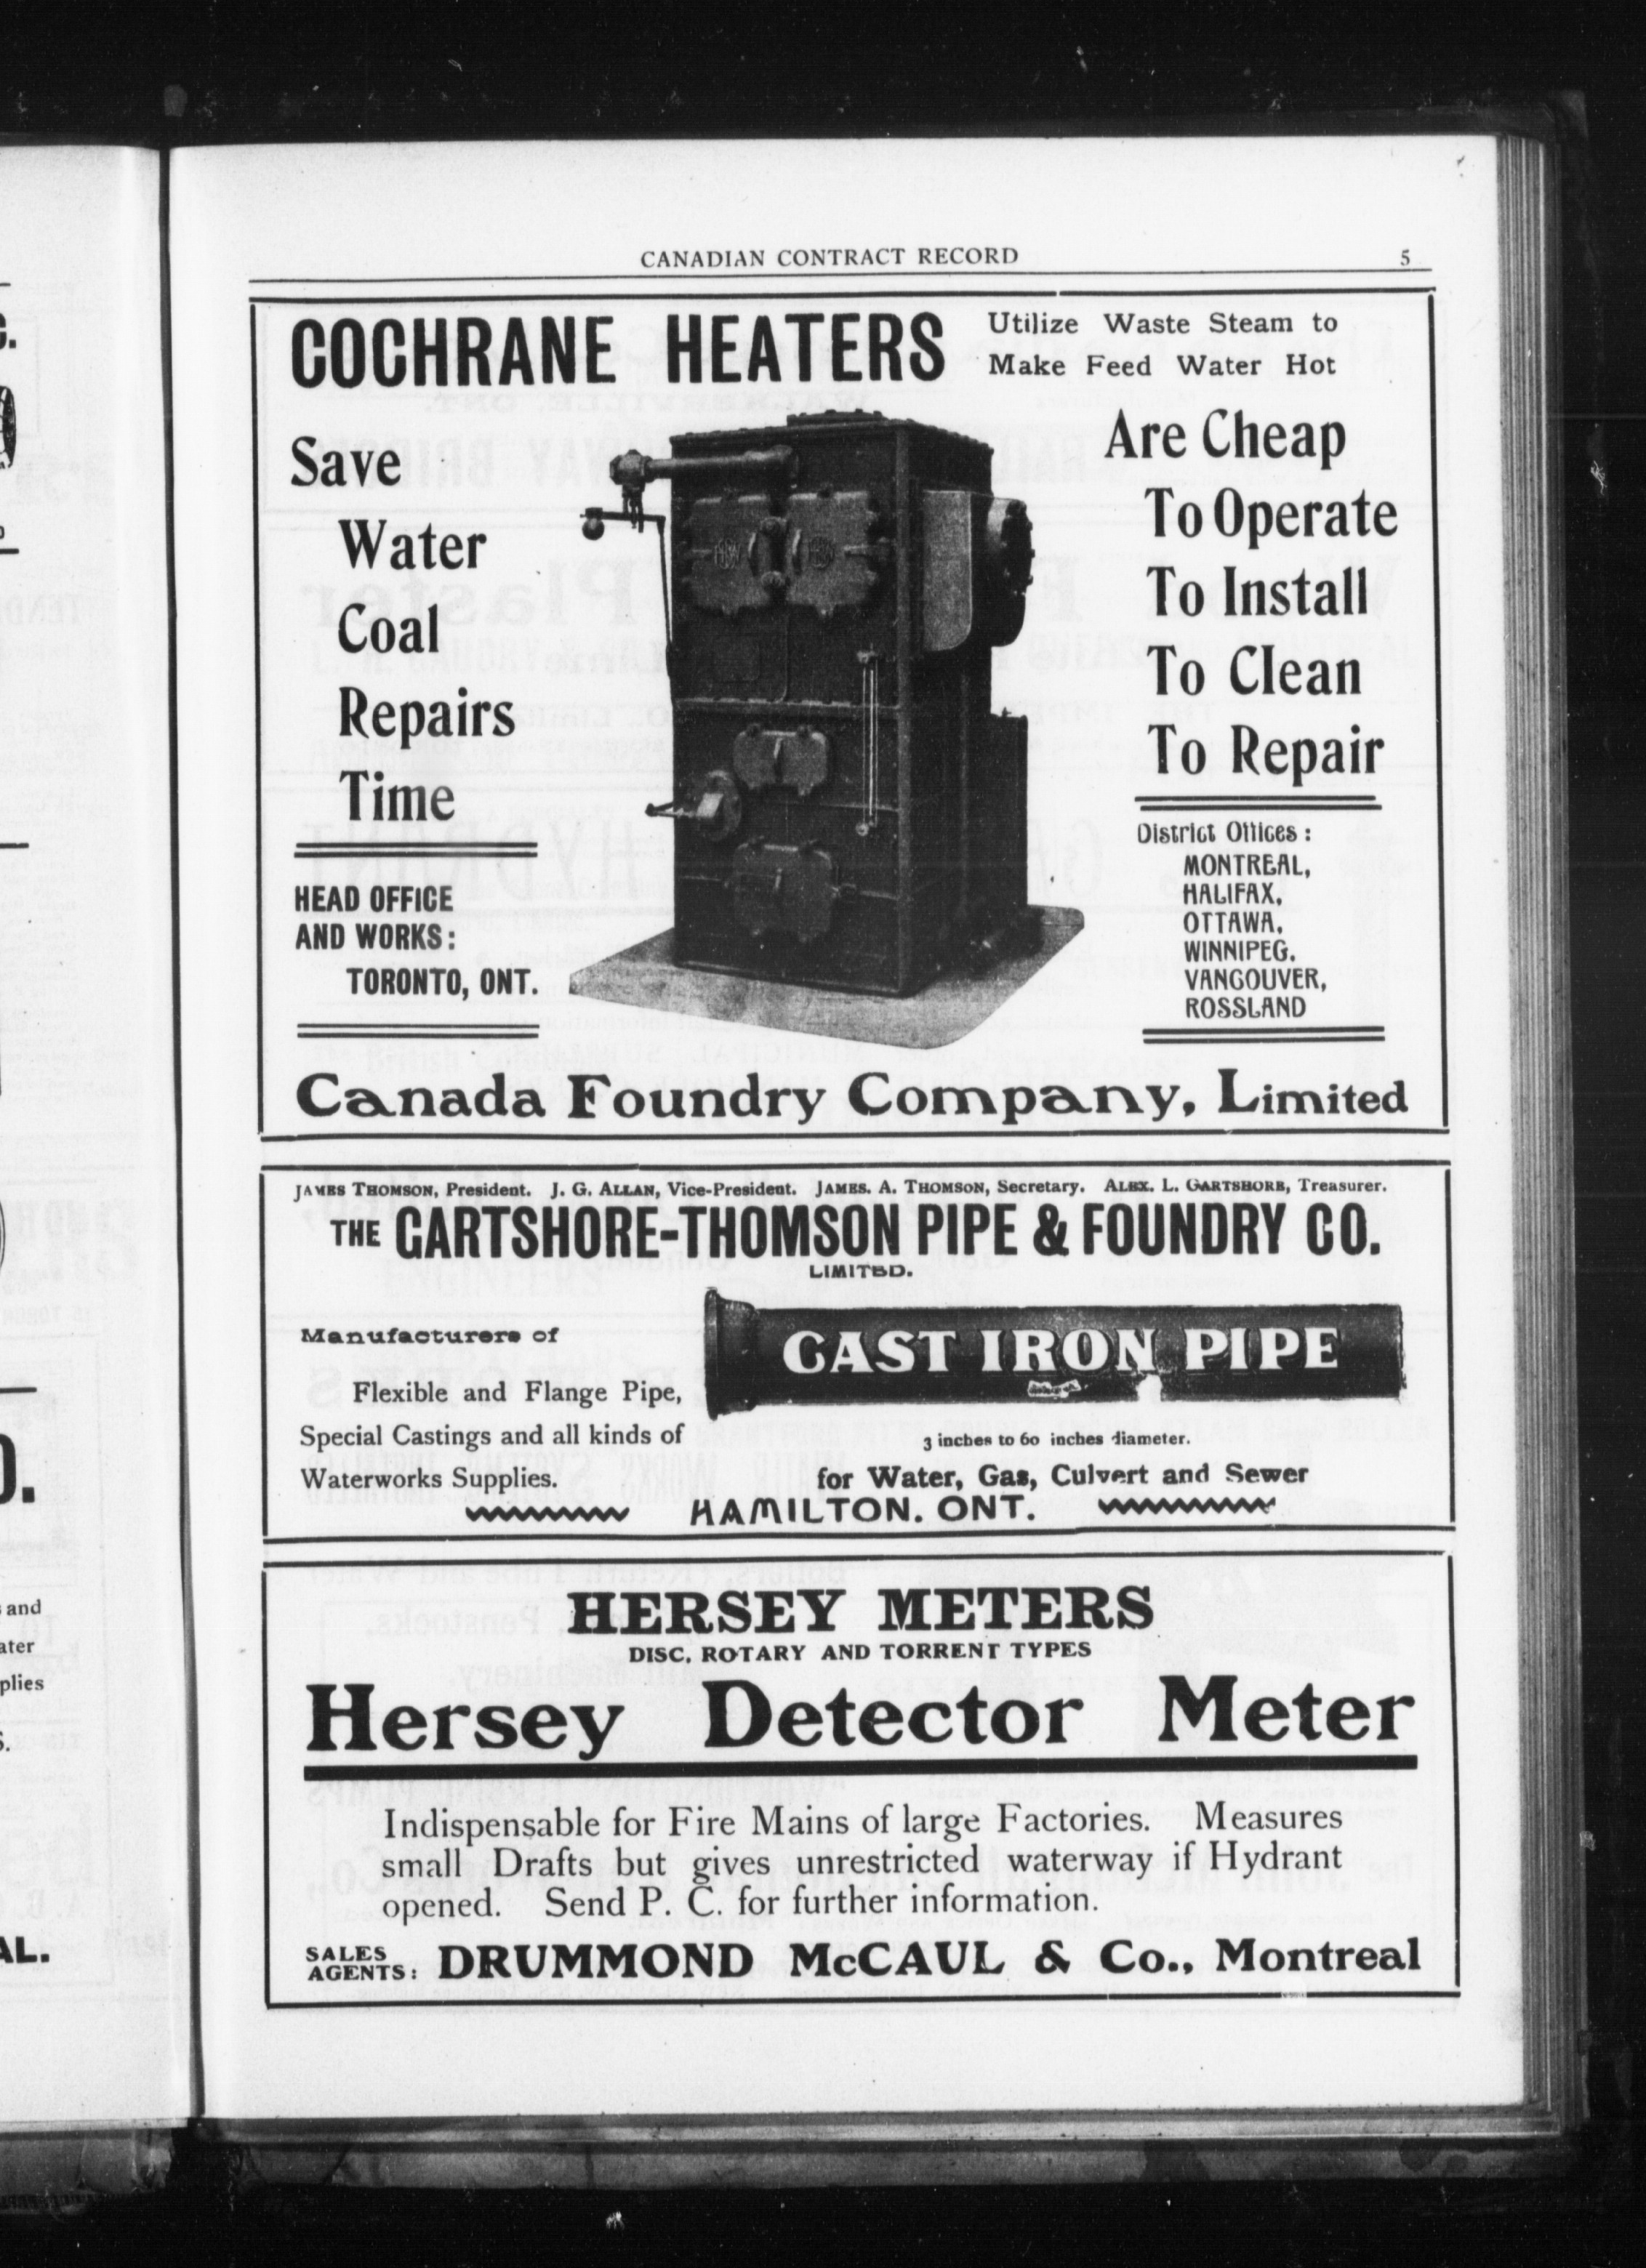 CANADIAN CONTRACT RECORD 5
COCHRANE HEATERS
Utilize Waste Steam to
Make Feed Water Hot
Save
Water
Coal
Repairs
Time
HEAD OFFICE
AND WORKS:
TORONTO, ONT.
Are Cheap
To Operate
To Install
To Clean
To Repair
District Offices:
MONTREAL,
HALIFAX,
OTTAWA,
WINNIPEG,
VANCOUVER,
ROSSLAND
Canada Foundry Company, Limited
JAMES THOMSON, President. J. G. ALLAN, Vice-President. JAMES. A. THOMSON, Secretary. ALEX. L. GARTSHORE, Treasurer.
THE GARTSHORE-THOMSON PIPE & FOUNDRY CO.
LIMITED.
Manufacturers of
Flexible and Flange Pipe,
Special Castings and all kinds of
Waterworks Supplies.
CAST IRON PIPE
3 inches to 60 inches diameter.
for Water, Gas, Culvert and Sewer
HAMILTON, ONT.
HERSEY METERS
DISC, ROTARY AND TORRENT TYPES
Hersey Detector Meter
Indispensable for Fire Mains of large Factories. Measures
small Drafts but gives unrestricted waterway if Hydrant
opened. Send P. C. for further information.
SALES
AGENTS: DRUMMOND McCAUL & Co., Montreal